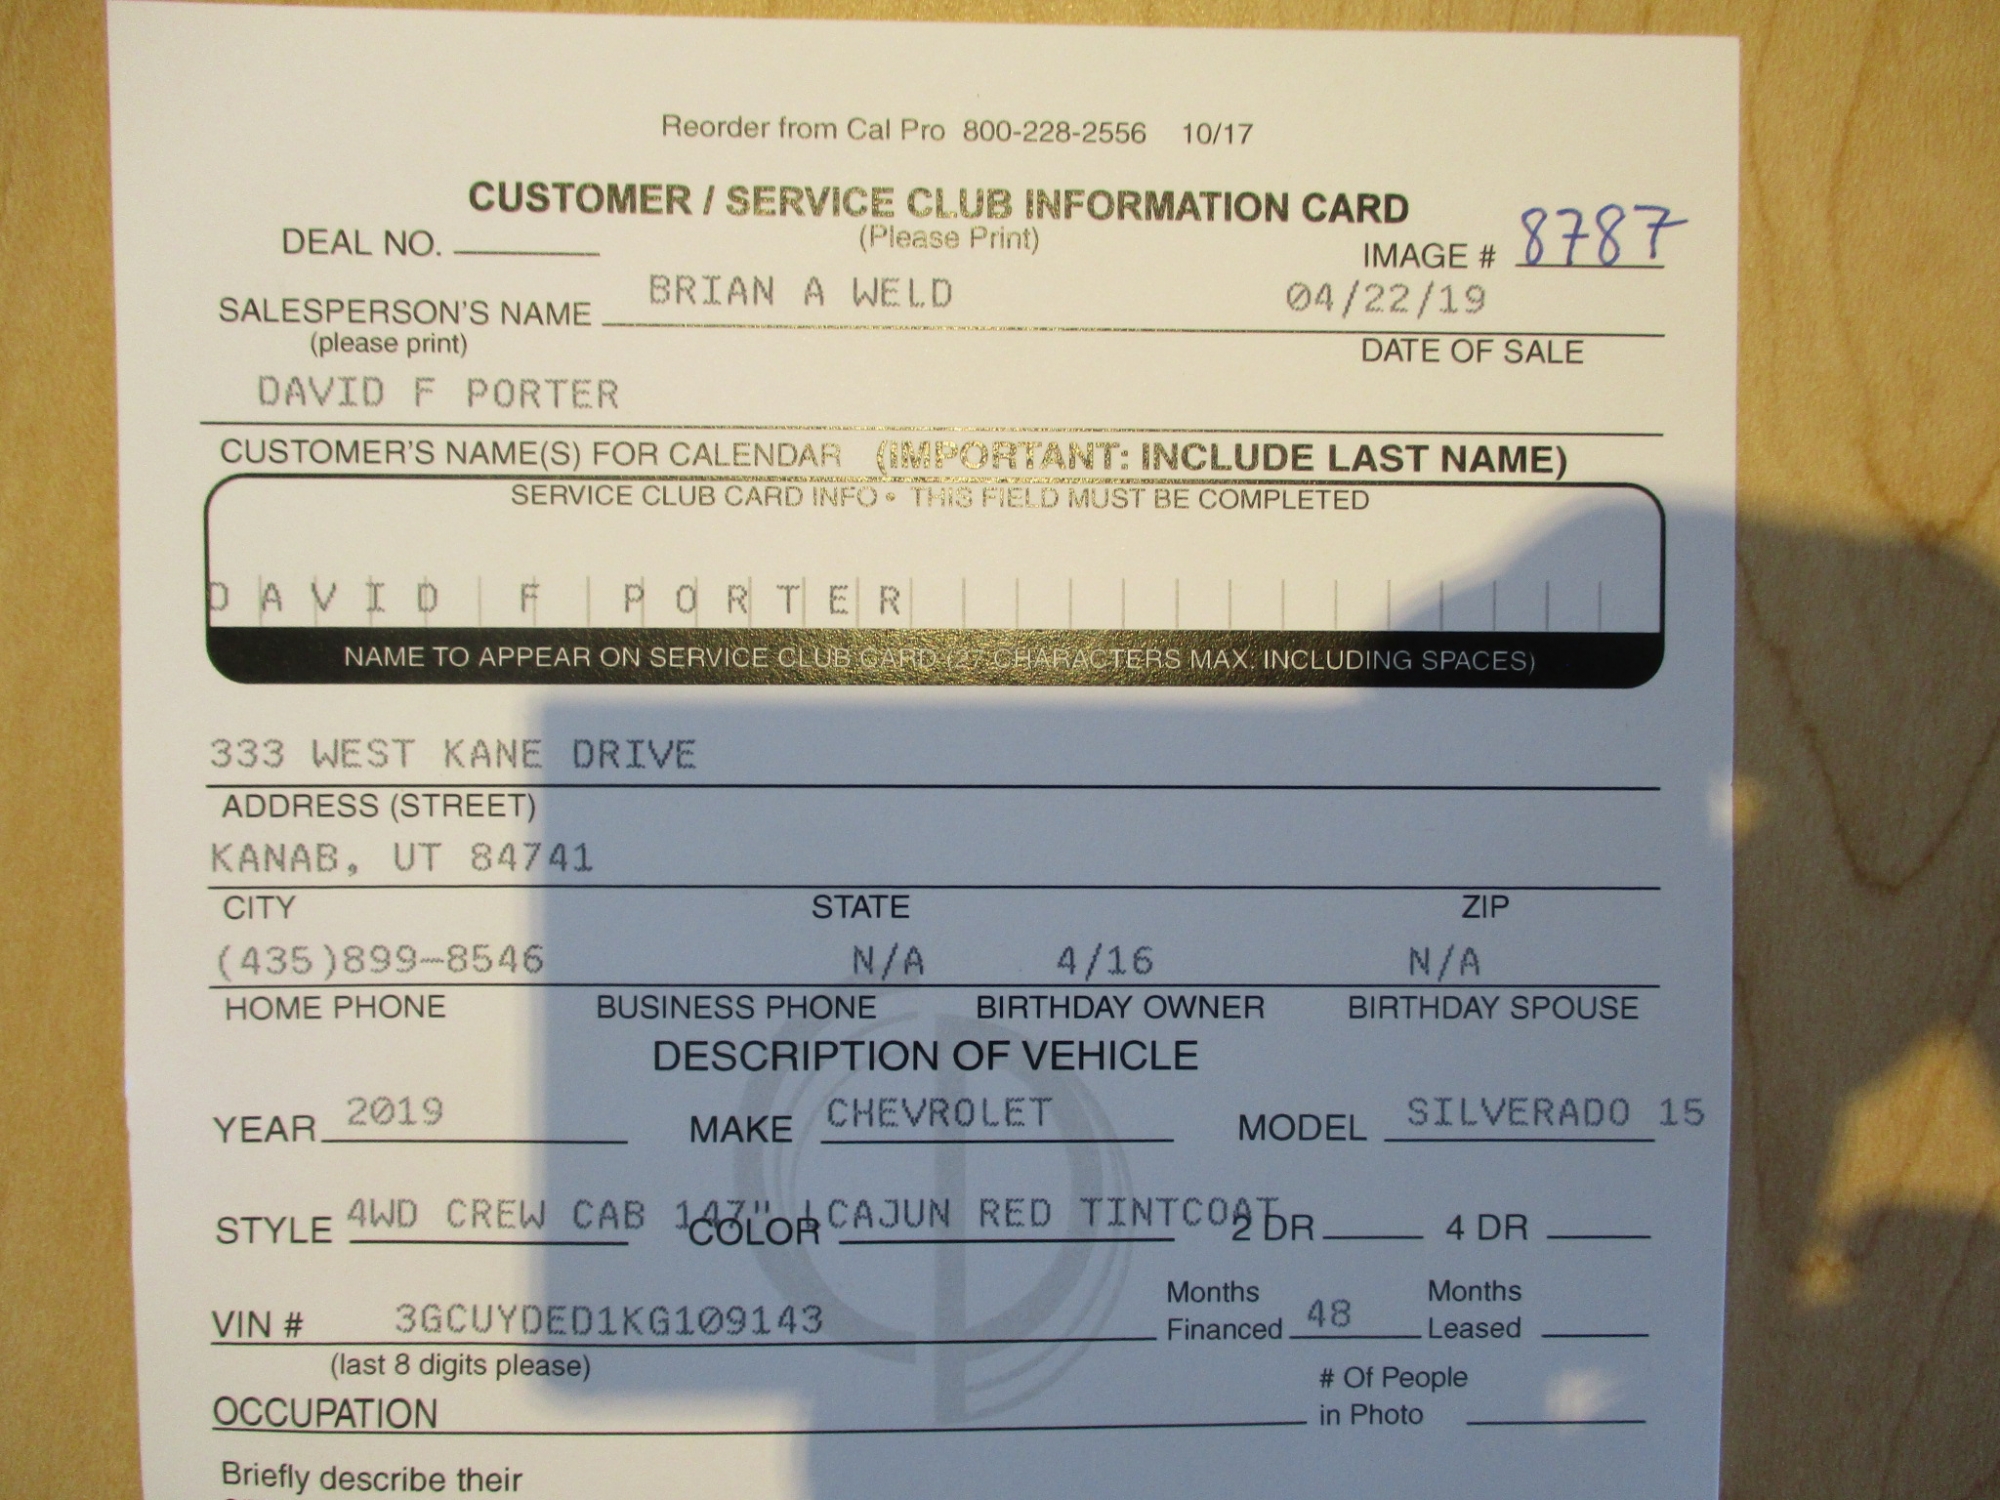 Reorder from Cal Pro 800-228-2556 10/17
CUSTOMER / SERVICE CLUB INFORMATION CARD
(Please Print)
DEAL NO.
IMAGE # 8787
SALESPERSON'S NAME BRIAN A WELD 04/22/19
(please print) DATE OF SALE
DAVID F PORTER
CUSTOMER'S NAME(S) FOR CALENDAR (IMPORTANT: INCLUDE LAST NAME)
SERVICE CLUB CARD INFO • THIS FIELD MUST BE COMPLETED
DAVID F PORTER
NAME TO APPEAR ON SERVICE CLUB CARD (27 CHARACTERS MAX. INCLUDING SPACES)
333 WEST KANE DRIVE
ADDRESS (STREET)
KANAB, UT 84741
CITY STATE ZIP
(435)899-8546 N/A 4/16 N/A
HOME PHONE BUSINESS PHONE BIRTHDAY OWNER BIRTHDAY SPOUSE
DESCRIPTION OF VEHICLE
YEAR 2019 MAKE CHEVROLET MODEL SILVERADO 15
STYLE 4WD CREW CAB 147" COLOR CAJUN RED TINTCOAT 2 DR 4 DR
VIN # 3GCUYDED1KG109143 Months Financed 48 Months Leased
(last 8 digits please)
OCCUPATION # Of People in Photo
Briefly describe their